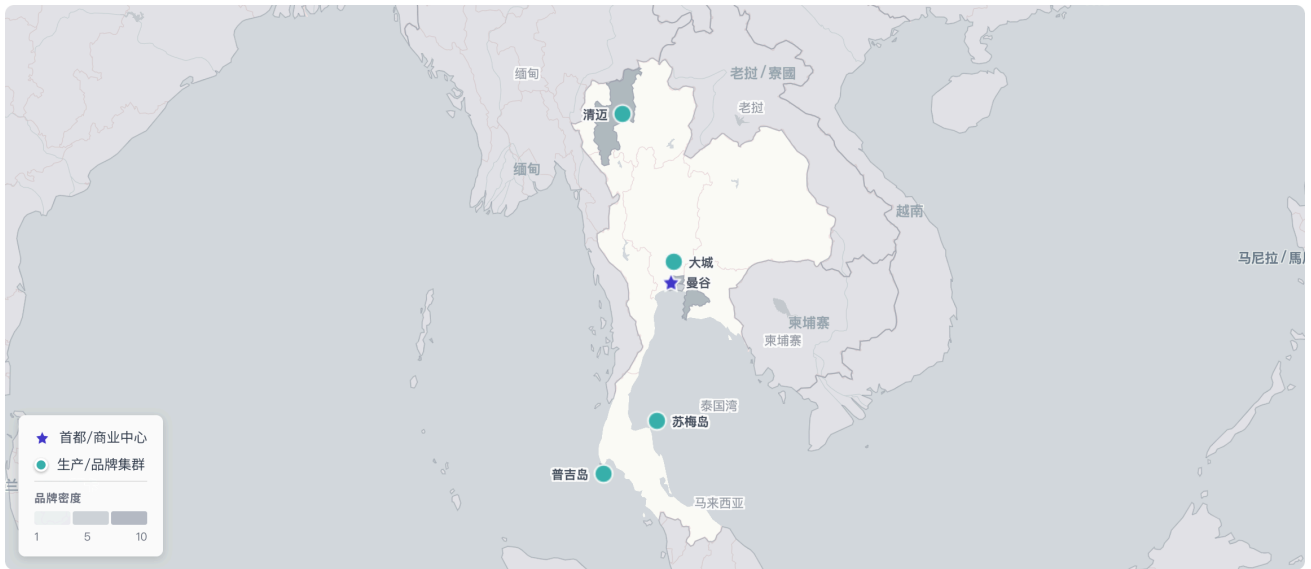 缅甸
老挝 / 寮國
老挝
清迈
缅甸
越南
马尼拉 / 馬
大城
曼谷
柬埔寨
柬埔寨
泰国湾
苏梅岛
普吉岛
马来西亚
兰
首都/商业中心
生产/品牌集群
品牌密度
1 5 10